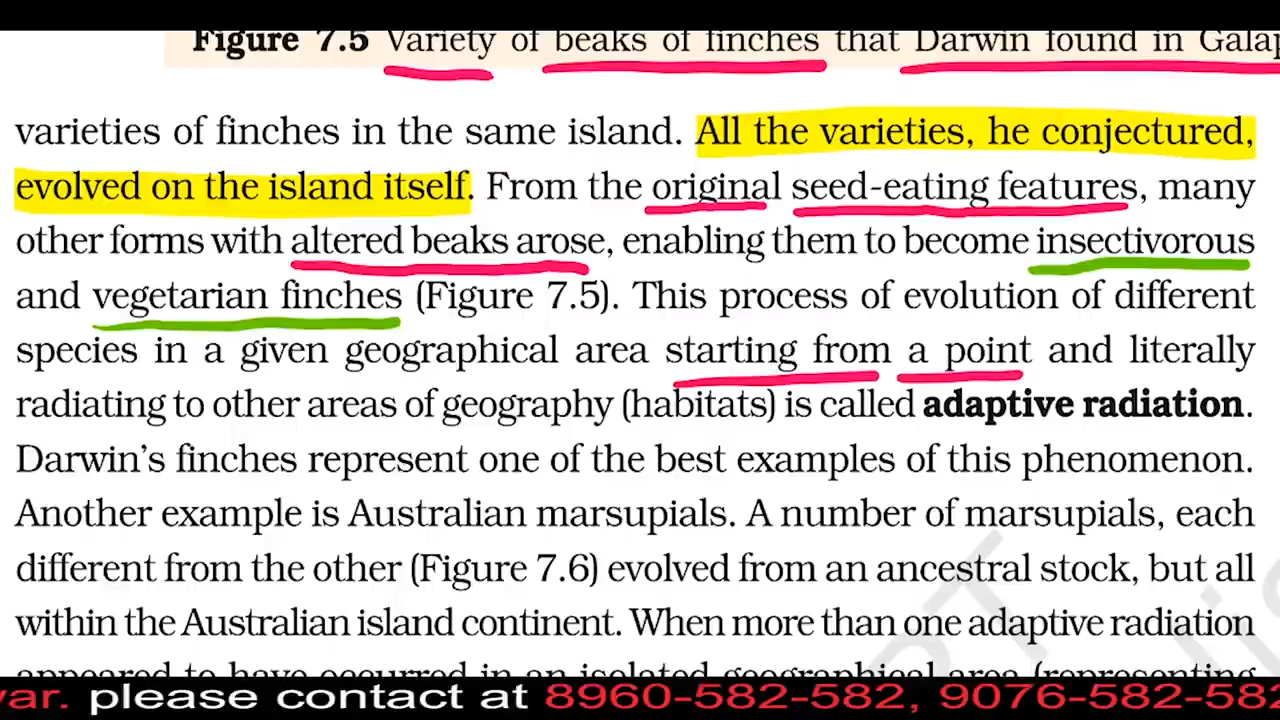 Figure 7.5 Variety of beaks of finches that Darwin found in Galap
varieties of finches in the same island. All the varieties, he conjectured,
evolved on the island itself. From the original seed-eating features, many
other forms with altered beaks arose, enabling them to become insectivorous
and vegetarian finches (Figure 7.5). This process of evolution of different
species in a given geographical area starting from a point and literally
radiating to other areas of geography (habitats) is called adaptive radiation.
Darwin's finches represent one of the best examples of this phenomenon.
Another example is Australian marsupials. A number of marsupials, each
different from the other (Figure 7.6) evolved from an ancestral stock, but all
within the Australian island continent. When more than one adaptive radiation
appeared to have occurred in an isolated geographical area (representing
var. please contact at 8960-582-582, 9076-582-582